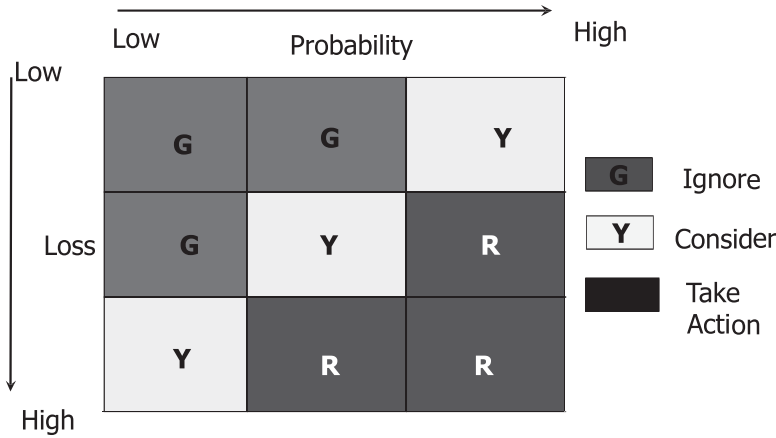 Low Probability High
Low
G G Y
G Ignore
Loss G Y R
Y Consider
Take
Action
Y R R
High